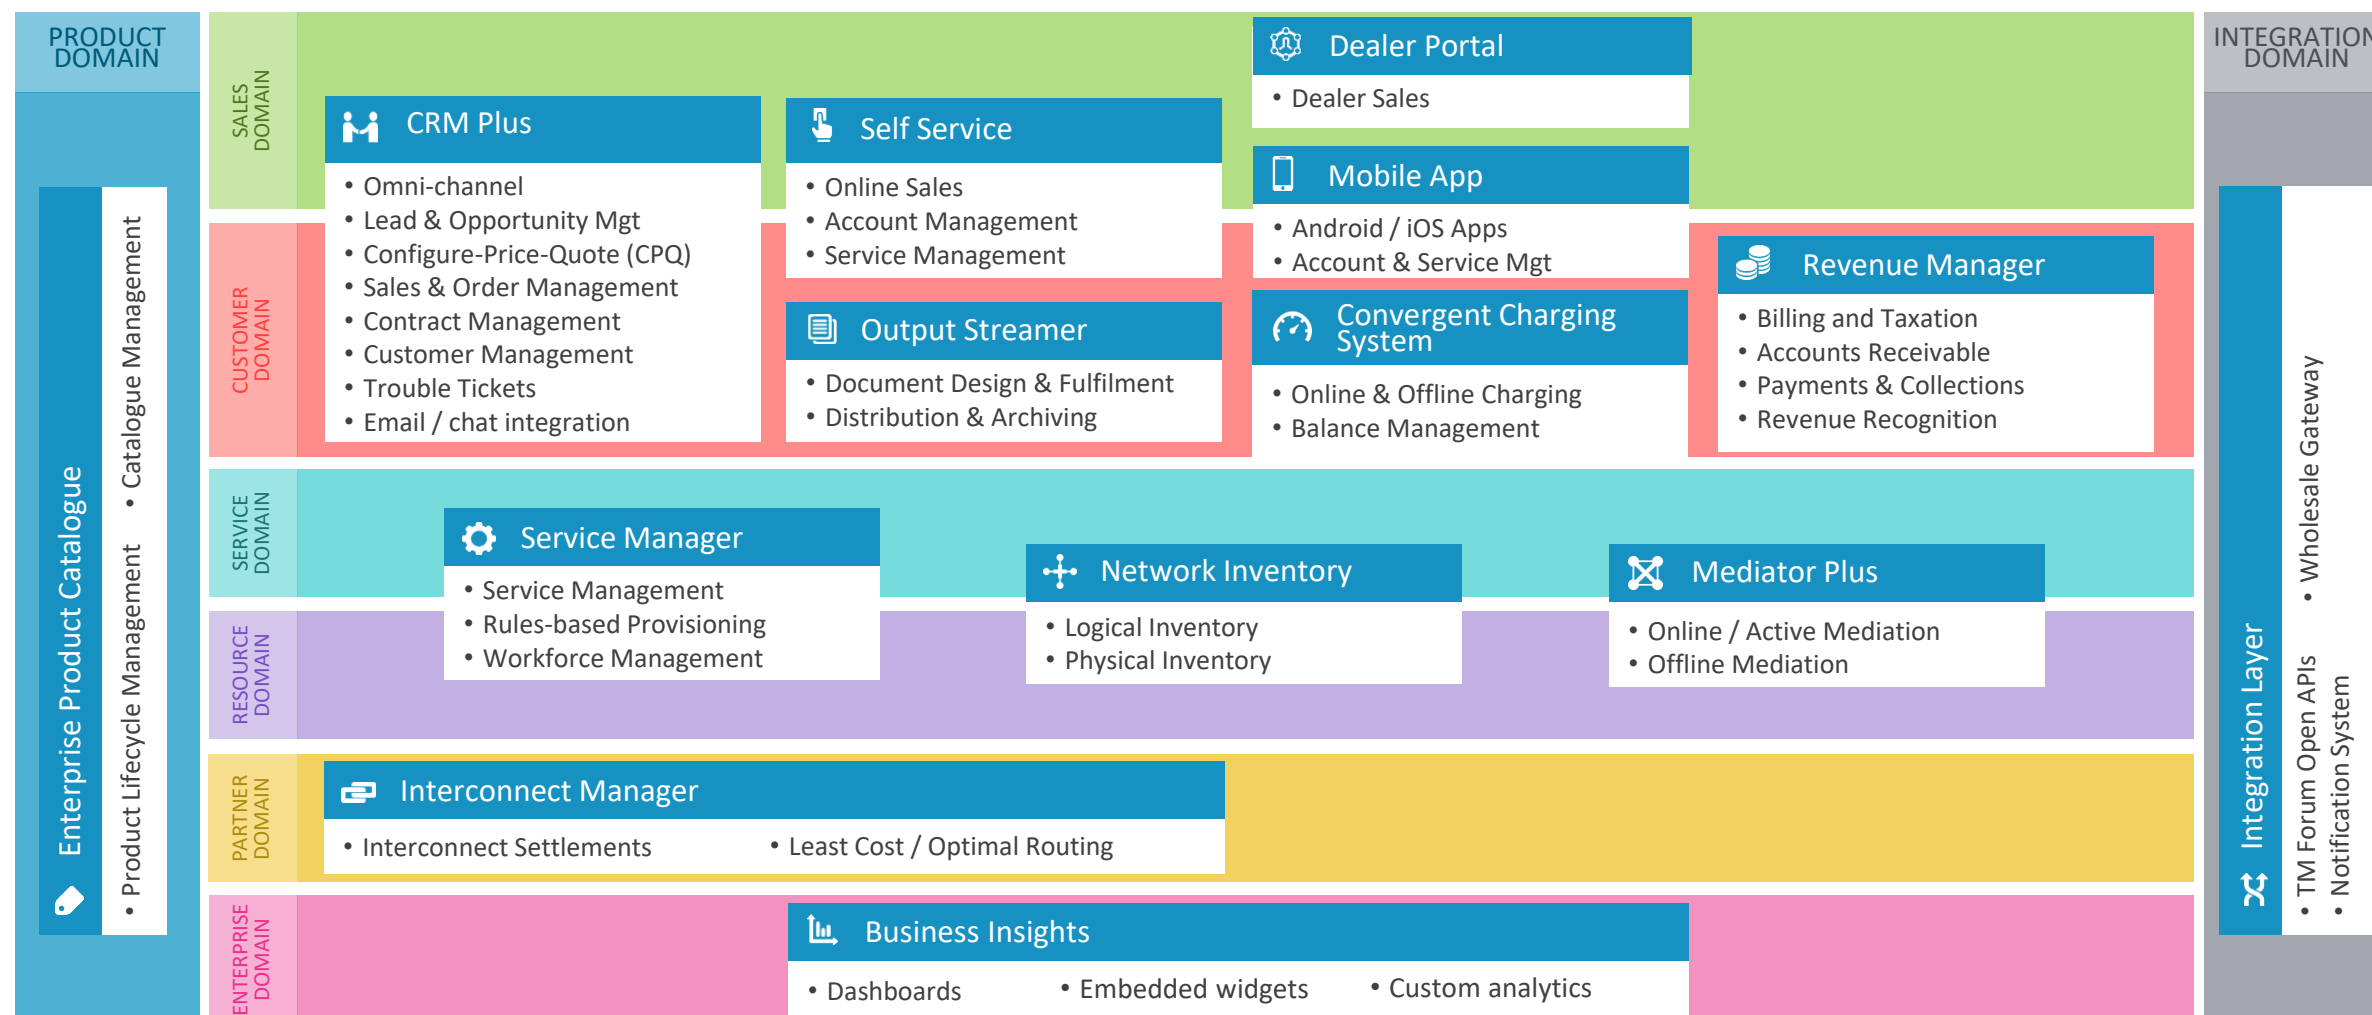 PRODUCT
DOMAIN
Enterprise Product Catalogue
• Product Lifecycle Management
• Catalogue Management
SALES
DOMAIN
CUSTOMER
DOMAIN
SERVICE
DOMAIN
RESOURCE
DOMAIN
PARTNER
DOMAIN
ENTERPRISE
DOMAIN
CRM Plus
• Omni-channel
• Lead & Opportunity Mgt
• Configure-Price-Quote (CPQ)
• Sales & Order Management
• Contract Management
• Customer Management
• Trouble Tickets
• Email / chat integration
Self Service
• Online Sales
• Account Management
• Service Management
Output Streamer
• Document Design & Fulfilment
• Distribution & Archiving
Dealer Portal
• Dealer Sales
Mobile App
• Android / iOS Apps
• Account & Service Mgt
Convergent Charging
System
• Online & Offline Charging
• Balance Management
Revenue Manager
• Billing and Taxation
• Accounts Receivable
• Payments & Collections
• Revenue Recognition
Service Manager
• Service Management
• Rules-based Provisioning
• Workforce Management
Network Inventory
• Logical Inventory
• Physical Inventory
Mediator Plus
• Online / Active Mediation
• Offline Mediation
Interconnect Manager
• Interconnect Settlements
• Least Cost / Optimal Routing
Business Insights
• Dashboards
• Embedded widgets
• Custom analytics
INTEGRATION
DOMAIN
Integration Layer
• TM Forum Open APIs
• Wholesale Gateway
• Notification System